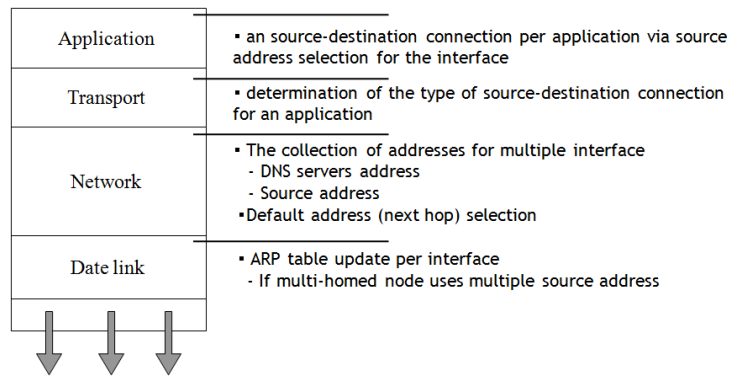 Application
▪ an source-destination connection per application via source
address selection for the interface
Transport
▪ determination of the type of source-destination connection
for an application
Network
▪ The collection of addresses for multiple interface
- DNS servers address
- Source address
▪Default address (next hop) selection
Date link
▪ ARP table update per interface
- If multi-homed node uses multiple source address